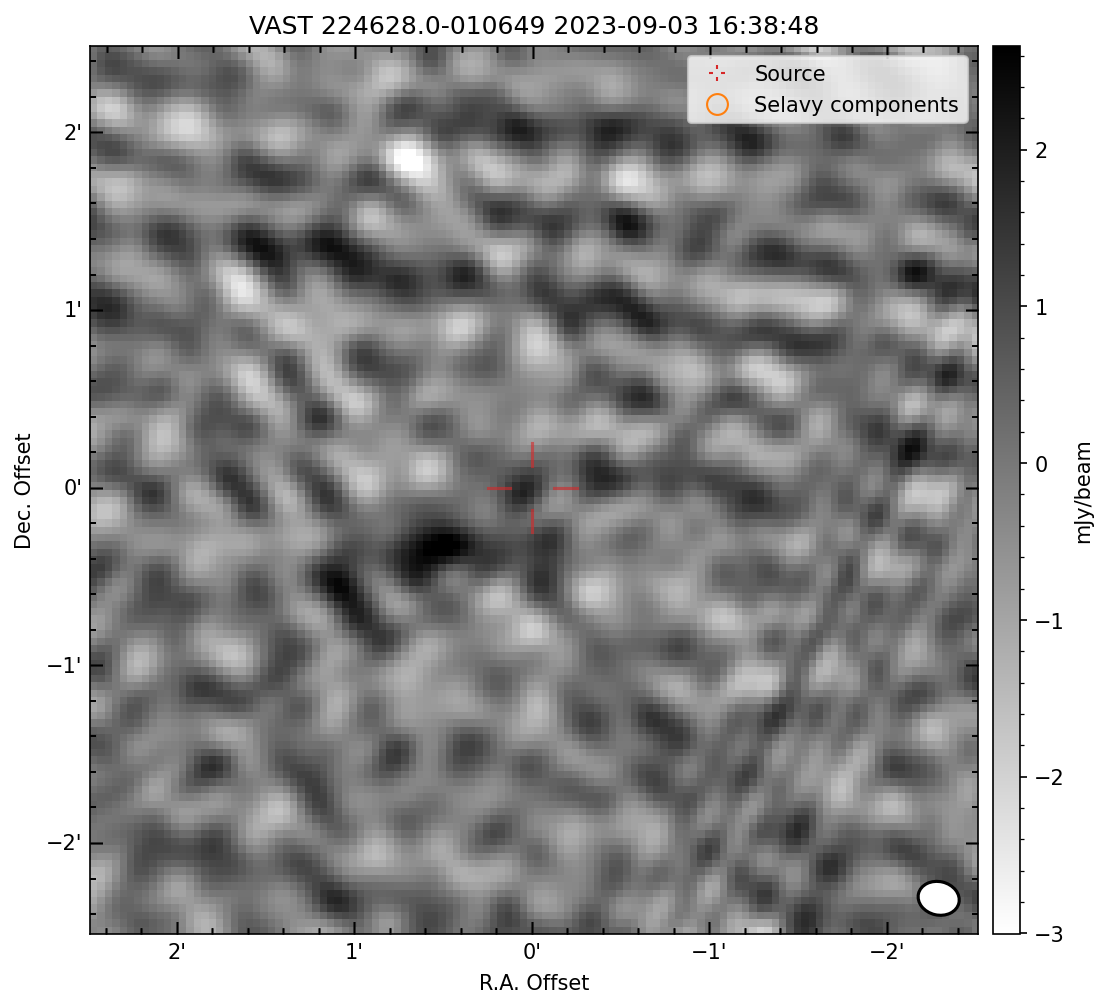 VAST 224628.0-010649 2023-09-03 16:38:48
Source
Selavy components
2'
1'
0'
−1'
−2'
Dec. Offset
2'
1'
0'
−1'
−2'
R.A. Offset
2
1
0
−1
−2
−3
mJy/beam